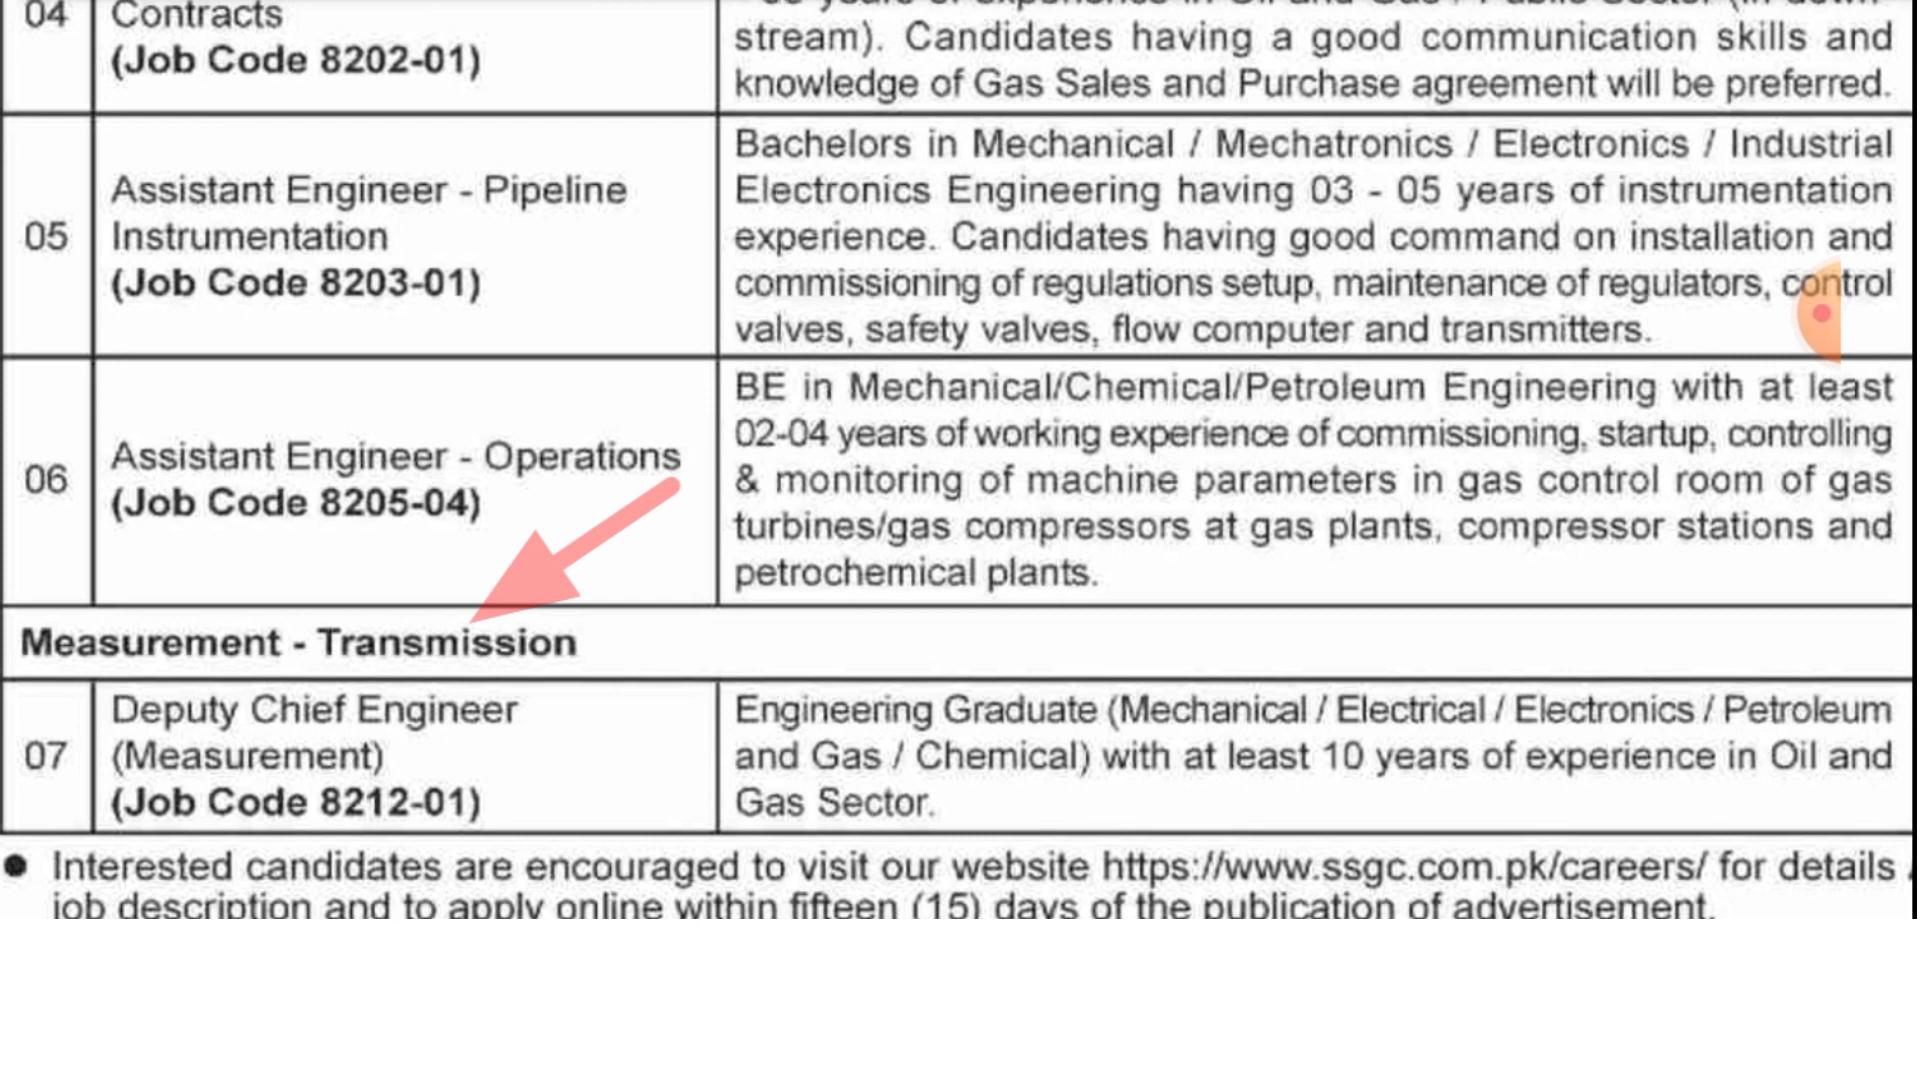 04
Contracts
(Job Code 8202-01)
stream). Candidates having a good communication skills and
knowledge of Gas Sales and Purchase agreement will be preferred.
05
Assistant Engineer - Pipeline
Instrumentation
(Job Code 8203-01)
Bachelors in Mechanical / Mechatronics / Electronics / Industrial
Electronics Engineering having 03 - 05 years of instrumentation
experience. Candidates having good command on installation and
commissioning of regulations setup, maintenance of regulators, control
valves, safety valves, flow computer and transmitters.
06
Assistant Engineer - Operations
(Job Code 8205-04)
BE in Mechanical/Chemical/Petroleum Engineering with at least
02-04 years of working experience of commissioning, startup, controlling
& monitoring of machine parameters in gas control room of gas
turbines/gas compressors at gas plants, compressor stations and
petrochemical plants.
Measurement - Transmission
07
Deputy Chief Engineer
(Measurement)
(Job Code 8212-01)
Engineering Graduate (Mechanical / Electrical / Electronics / Petroleum
and Gas / Chemical) with at least 10 years of experience in Oil and
Gas Sector.
● Interested candidates are encouraged to visit our website https://www.ssgc.com.pk/careers/ for details
job description and to apply online within fifteen (15) days of the publication of advertisement.